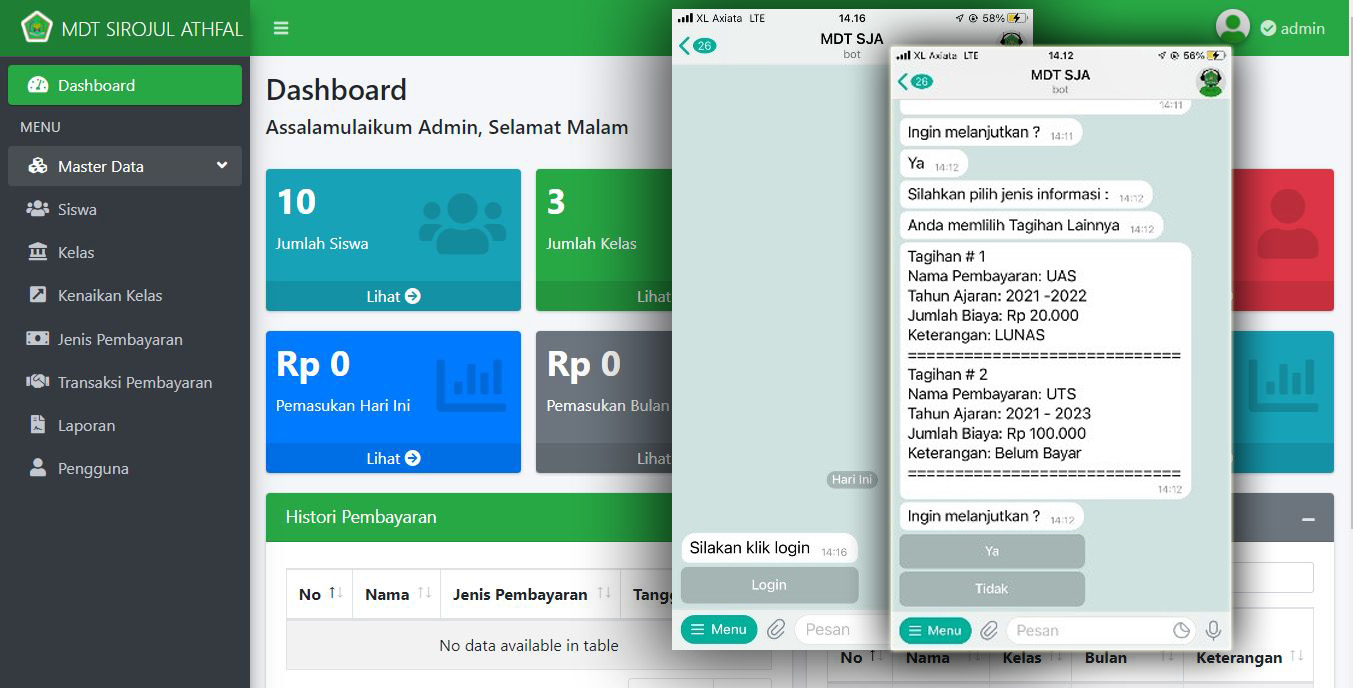 MDT SIROJUL ATHFAL
admin
Dashboard
MENU
Master Data
Siswa
Kelas
Kenaikan Kelas
Jenis Pembayaran
Transaksi Pembayaran
Laporan
Pengguna
Dashboard
Assalamulaikum Admin, Selamat Malam
10
Jumlah Siswa
Lihat
3
Jumlah Kelas
Lihat
Rp 0
Pemasukan Hari Ini
Lihat
Rp 0
Pemasukan Bulan
Lihat
Histori Pembayaran
No Nama Jenis Pembayaran Tangg
No data available in table
No Nama Kelas Bulan Keterangan
XL Axiata LTE 14.16 58%
26 MDT SJA
bot
Hari Ini
Silakan klik login 14:16
Login
Menu Pesan
XL Axiata LTE 14.12 56%
26 MDT SJA
bot
14:11
Ingin melanjutkan ? 14:11
Ya 14:12
Silahkan pilih jenis informasi : 14:12
Anda memlilih Tagihan Lainnya 14:12
Tagihan # 1
Nama Pembayaran: UAS
Tahun Ajaran: 2021 -2022
Jumlah Biaya: Rp 20.000
Keterangan: LUNAS
==============================
Tagihan # 2
Nama Pembayaran: UTS
Tahun Ajaran: 2021 - 2023
Jumlah Biaya: Rp 100.000
Keterangan: Belum Bayar
==============================
14:12
Ingin melanjutkan ? 14:12
Ya
Tidak
Menu Pesan